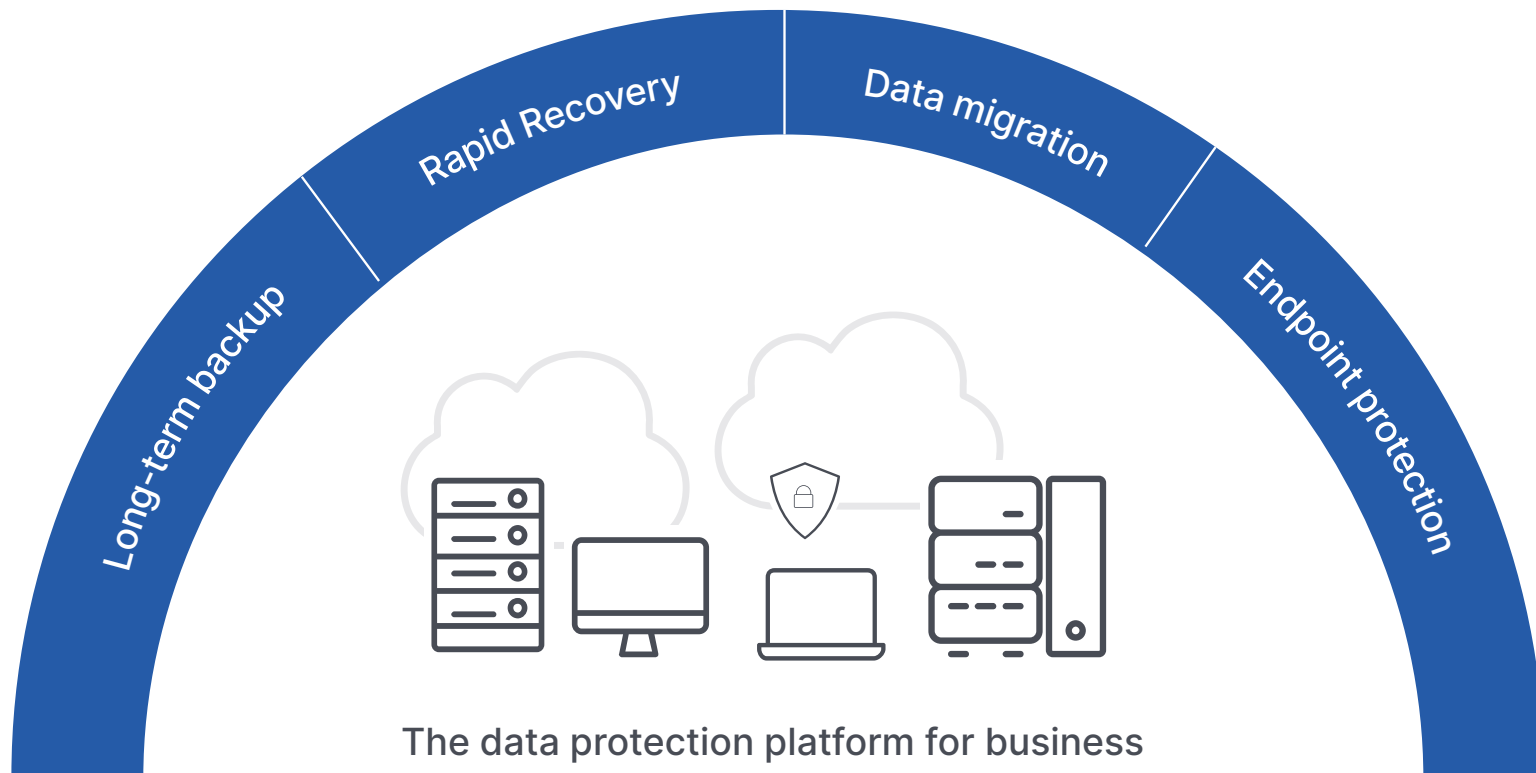 Long-term backup
Rapid Recovery
Data migration
Endpoint protection
The data protection platform for business